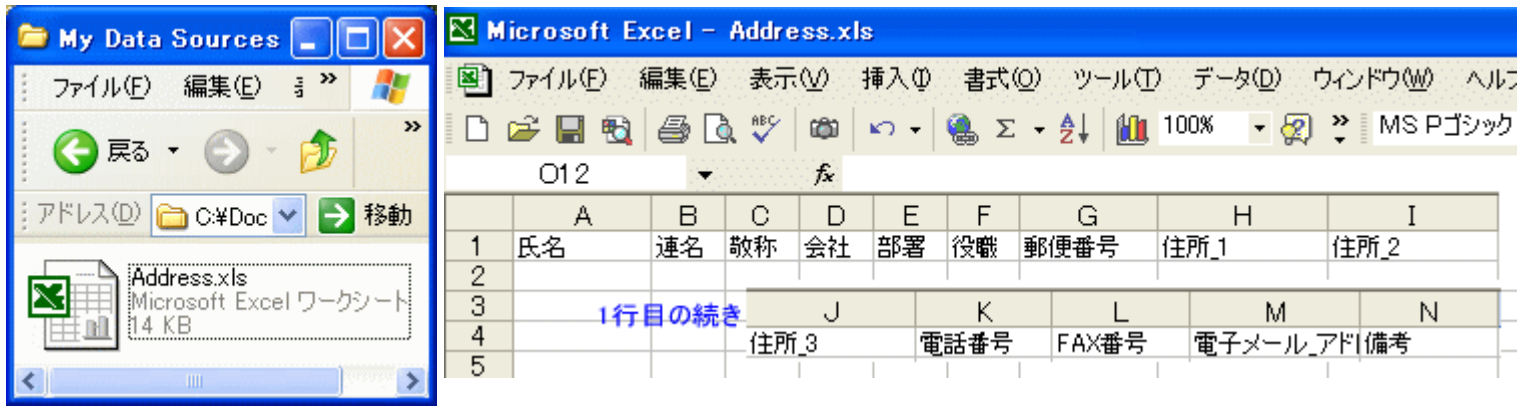 My Data Sources
ファイル(F) 編集(E) »
戻る »
アドレス(D) C:¥Doc 移動
Address.xls
Microsoft Excel ワークシート
14 KB
Microsoft Excel - Address.xls
ファイル(F) 編集(E) 表示(V) 挿入(I) 書式(O) ツール(T) データ(D) ウィンドウ(W) ヘルプ
ABC Σ A Z 100% » MS Pゴシック
O12 fx
A B C D E F G H I
1 氏名 連名 敬称 会社 部署 役職 郵便番号 住所_1 住所_2
2
3 1行目の続き J K L M N
4 住所_3 電話番号 FAX番号 電子メール_アド 備考
5